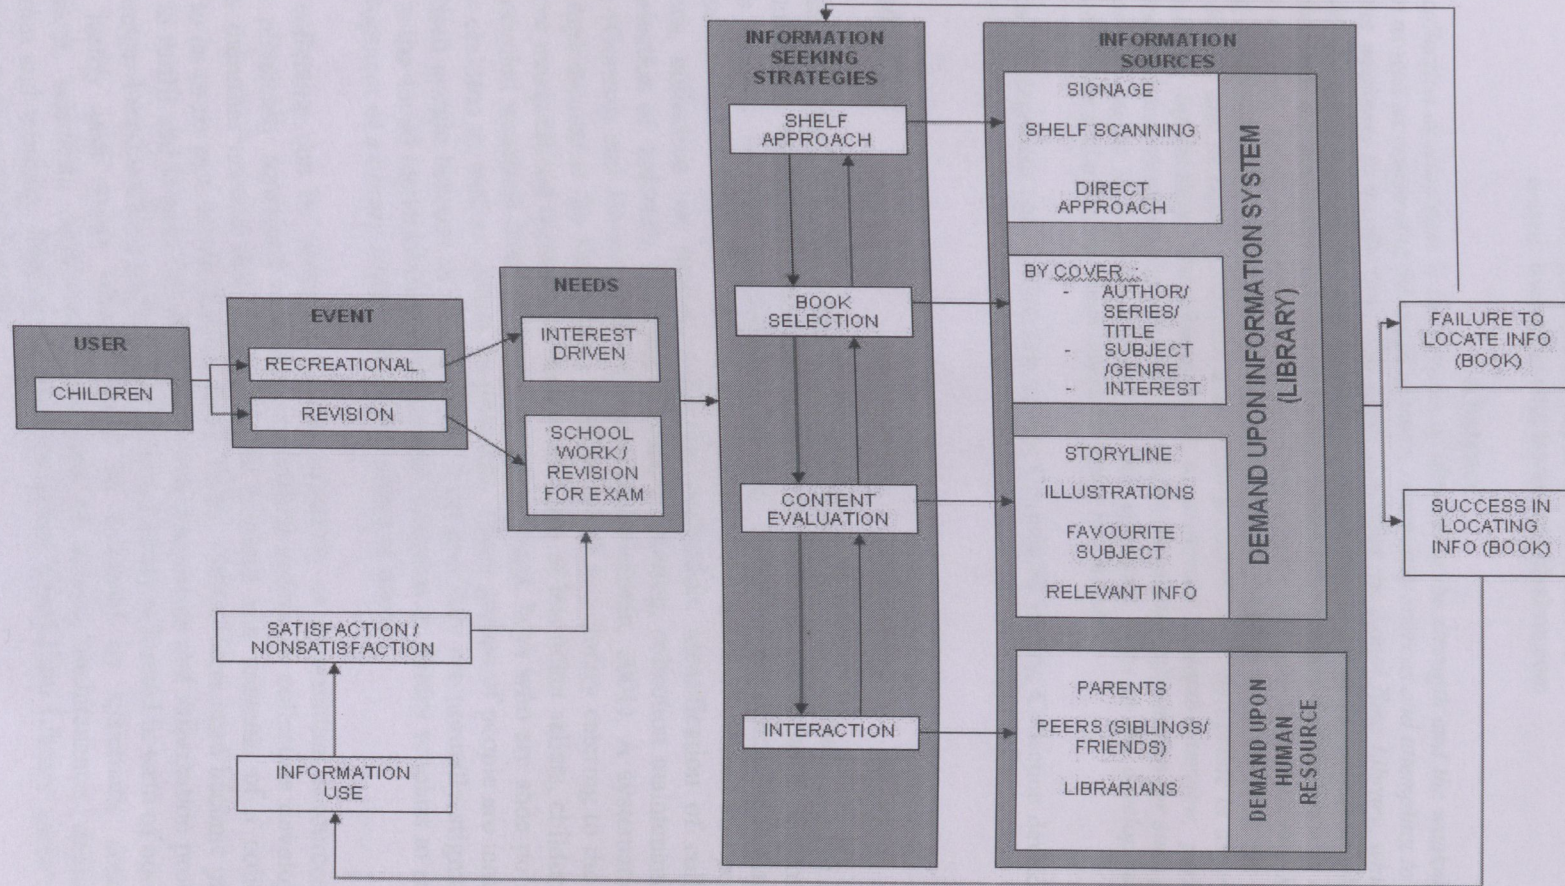 USER
CHILDREN
EVENT
RECREATIONAL
REVISION
NEEDS
INTEREST
DRIVEN
SCHOOL
WORK /
REVISION
FOR EXAM
SATISFACTION /
NONSATISFACTION
INFORMATION
USE
INFORMATION
SEEKING
STRATEGIES
SHELF
APPROACH
BOOK
SELECTION
CONTENT
EVALUATION
INTERACTION
INFORMATION
SOURCES
SIGNAGE
SHELF SCANNING
DIRECT
APPROACH
BY COVER :
- AUTHOR/
SERIES/
TITLE
- SUBJECT
/GENRE
- INTEREST
STORYLINE
ILLUSTRATIONS
FAVOURITE
SUBJECT
RELEVANT INFO
DEMAND UPON INFORMATION SYSTEM
(LIBRARY)
PARENTS
PEERS (SIBLINGS/
FRIENDS)
LIBRARIANS
DEMAND UPON
HUMAN
RESOURCE
FAILURE TO
LOCATE INFO
(BOOK)
SUCCESS IN
LOCATING
INFO (BOOK)